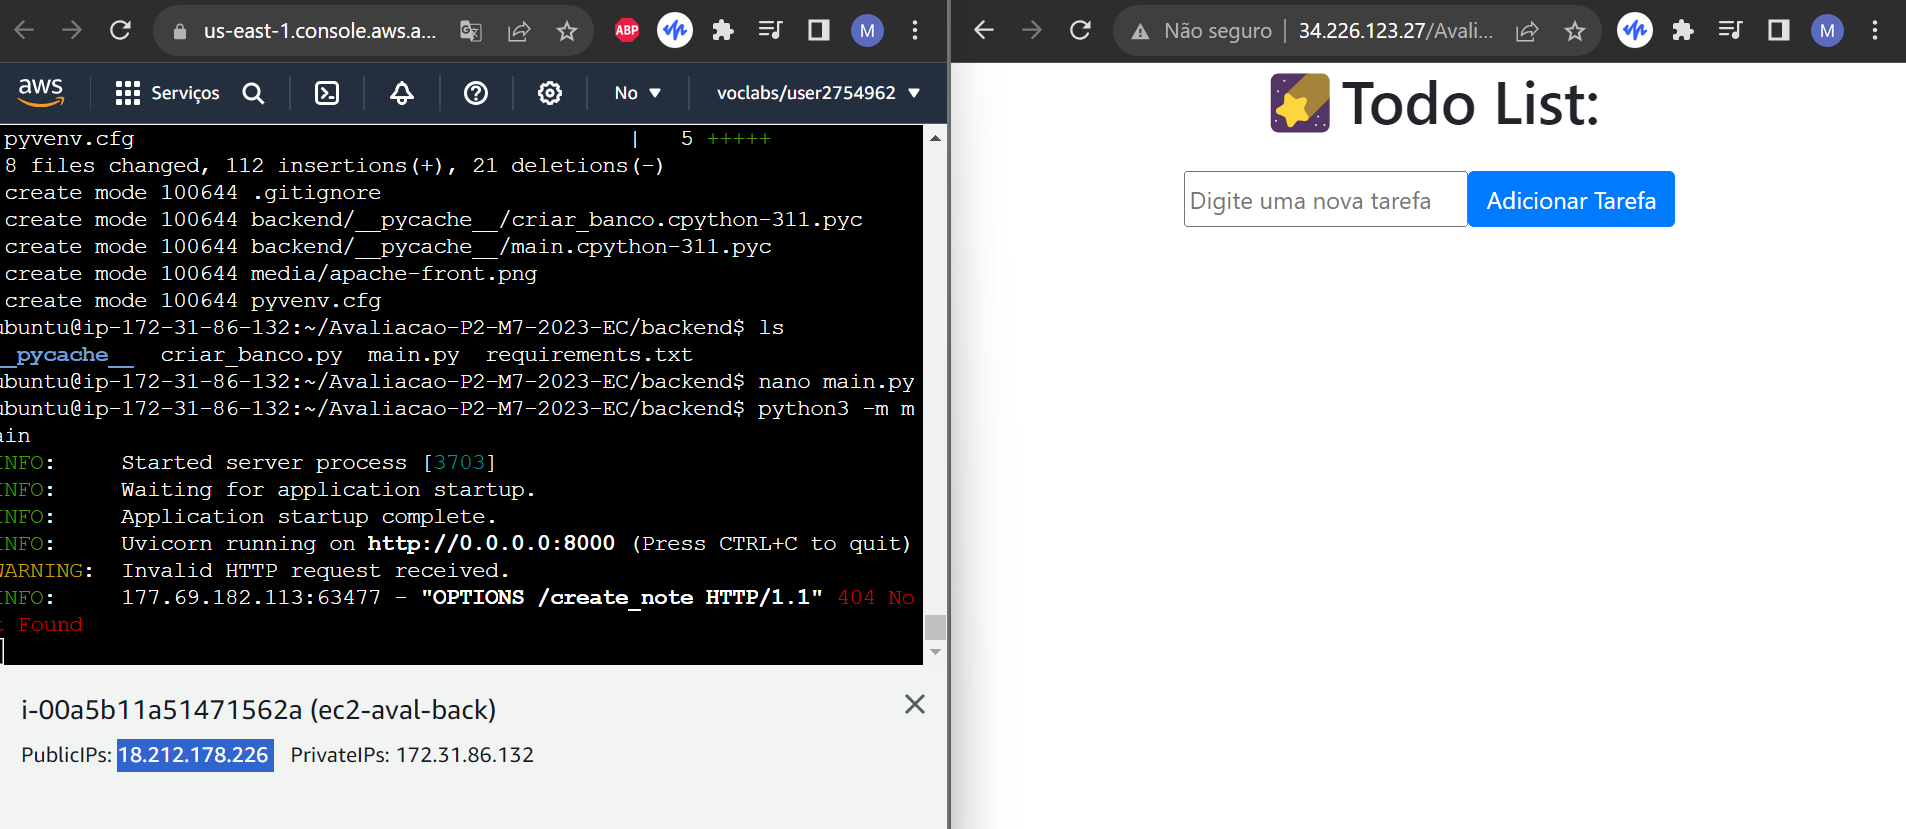 us-east-1.console.aws.a...
ABP
M
aws
Serviços
No
voclabs/user2754962
pyvenv.cfg | 5 +++++
8 files changed, 112 insertions(+), 21 deletions(-)
create mode 100644 .gitignore
create mode 100644 backend/__pycache__/criar_banco.cpython-311.pyc
create mode 100644 backend/__pycache__/main.cpython-311.pyc
create mode 100644 media/apache-front.png
create mode 100644 pyvenv.cfg
ubuntu@ip-172-31-86-132:~/Avaliacao-P2-M7-2023-EC/backend$ ls
__pycache__ criar_banco.py main.py requirements.txt
ubuntu@ip-172-31-86-132:~/Avaliacao-P2-M7-2023-EC/backend$ nano main.py
ubuntu@ip-172-31-86-132:~/Avaliacao-P2-M7-2023-EC/backend$ python3 -m m
ain
INFO: Started server process [3703]
INFO: Waiting for application startup.
INFO: Application startup complete.
INFO: Uvicorn running on http://0.0.0.0:8000 (Press CTRL+C to quit)
WARNING: Invalid HTTP request received.
INFO: 177.69.182.113:63477 - "OPTIONS /create_note HTTP/1.1" 404 No
t Found
i-00a5b11a51471562a (ec2-aval-back)
PublicIPs: 18.212.178.226 PrivateIPs: 172.31.86.132
Não seguro | 34.226.123.27/Avali...
M
Todo List:
Digite uma nova tarefa
Adicionar Tarefa